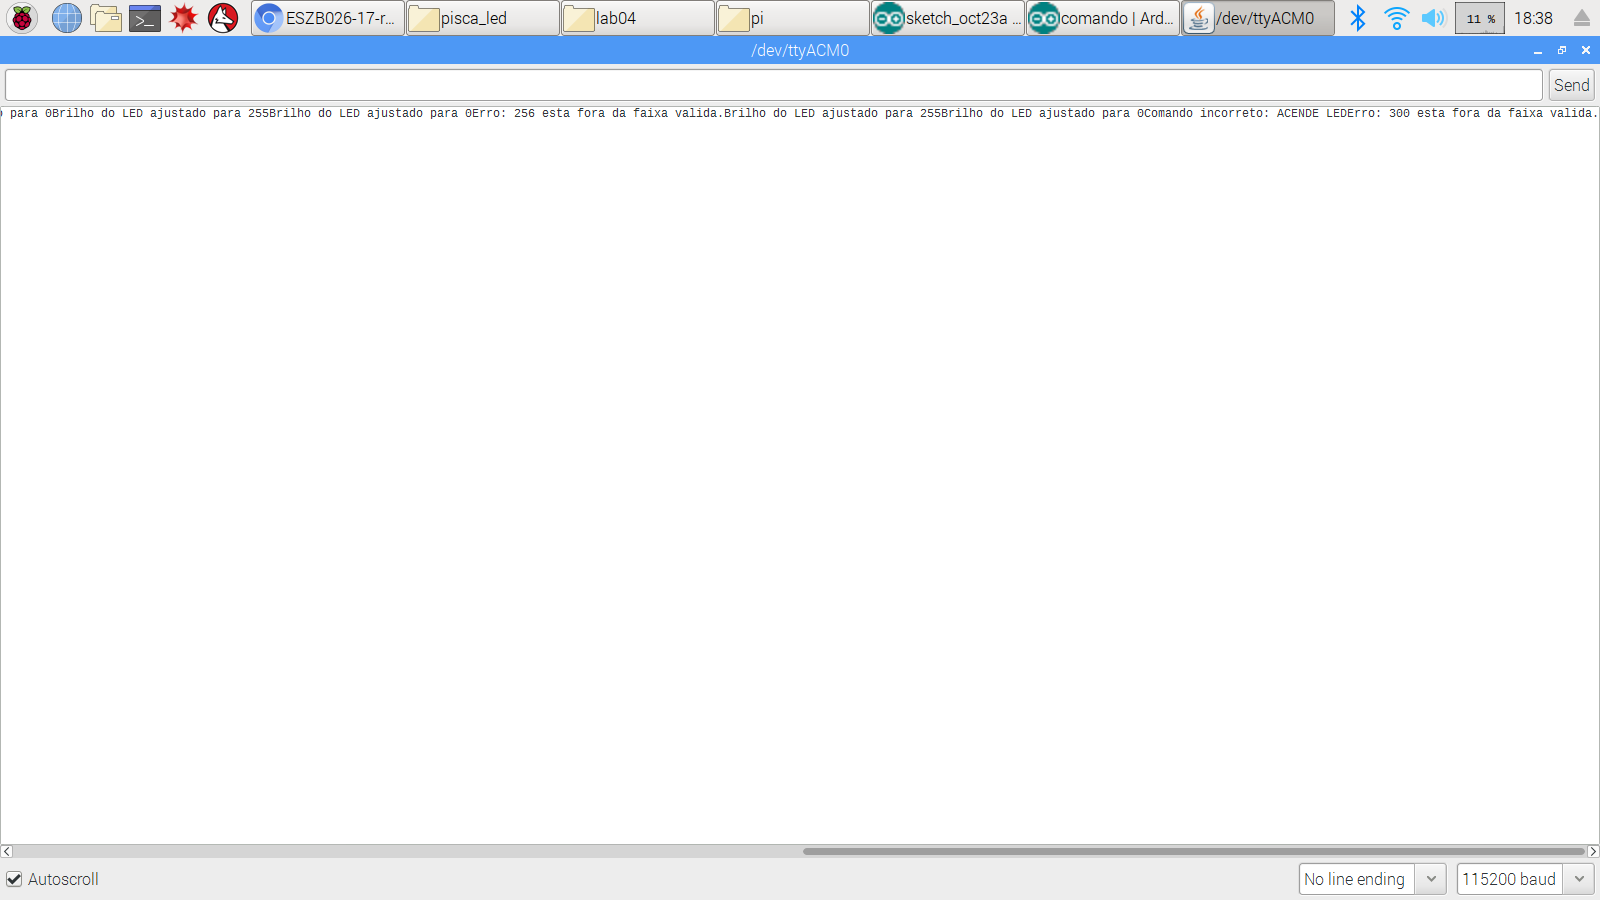 ESZB026-17-r...
pisca_led
lab04
pi
sketch_oct23a ...
comando | Ard...
/dev/ttyACM0
11 %
18:38
/dev/ttyACM0
Send
para 0Brilho do LED ajustado para 255Brilho do LED ajustado para 0Erro: 256 esta fora da faixa valida.Brilho do LED ajustado para 255Brilho do LED ajustado para 0Comando incorreto: ACENDE LEDErro: 300 esta fora da faixa valida.
Autoscroll
No line ending
115200 baud